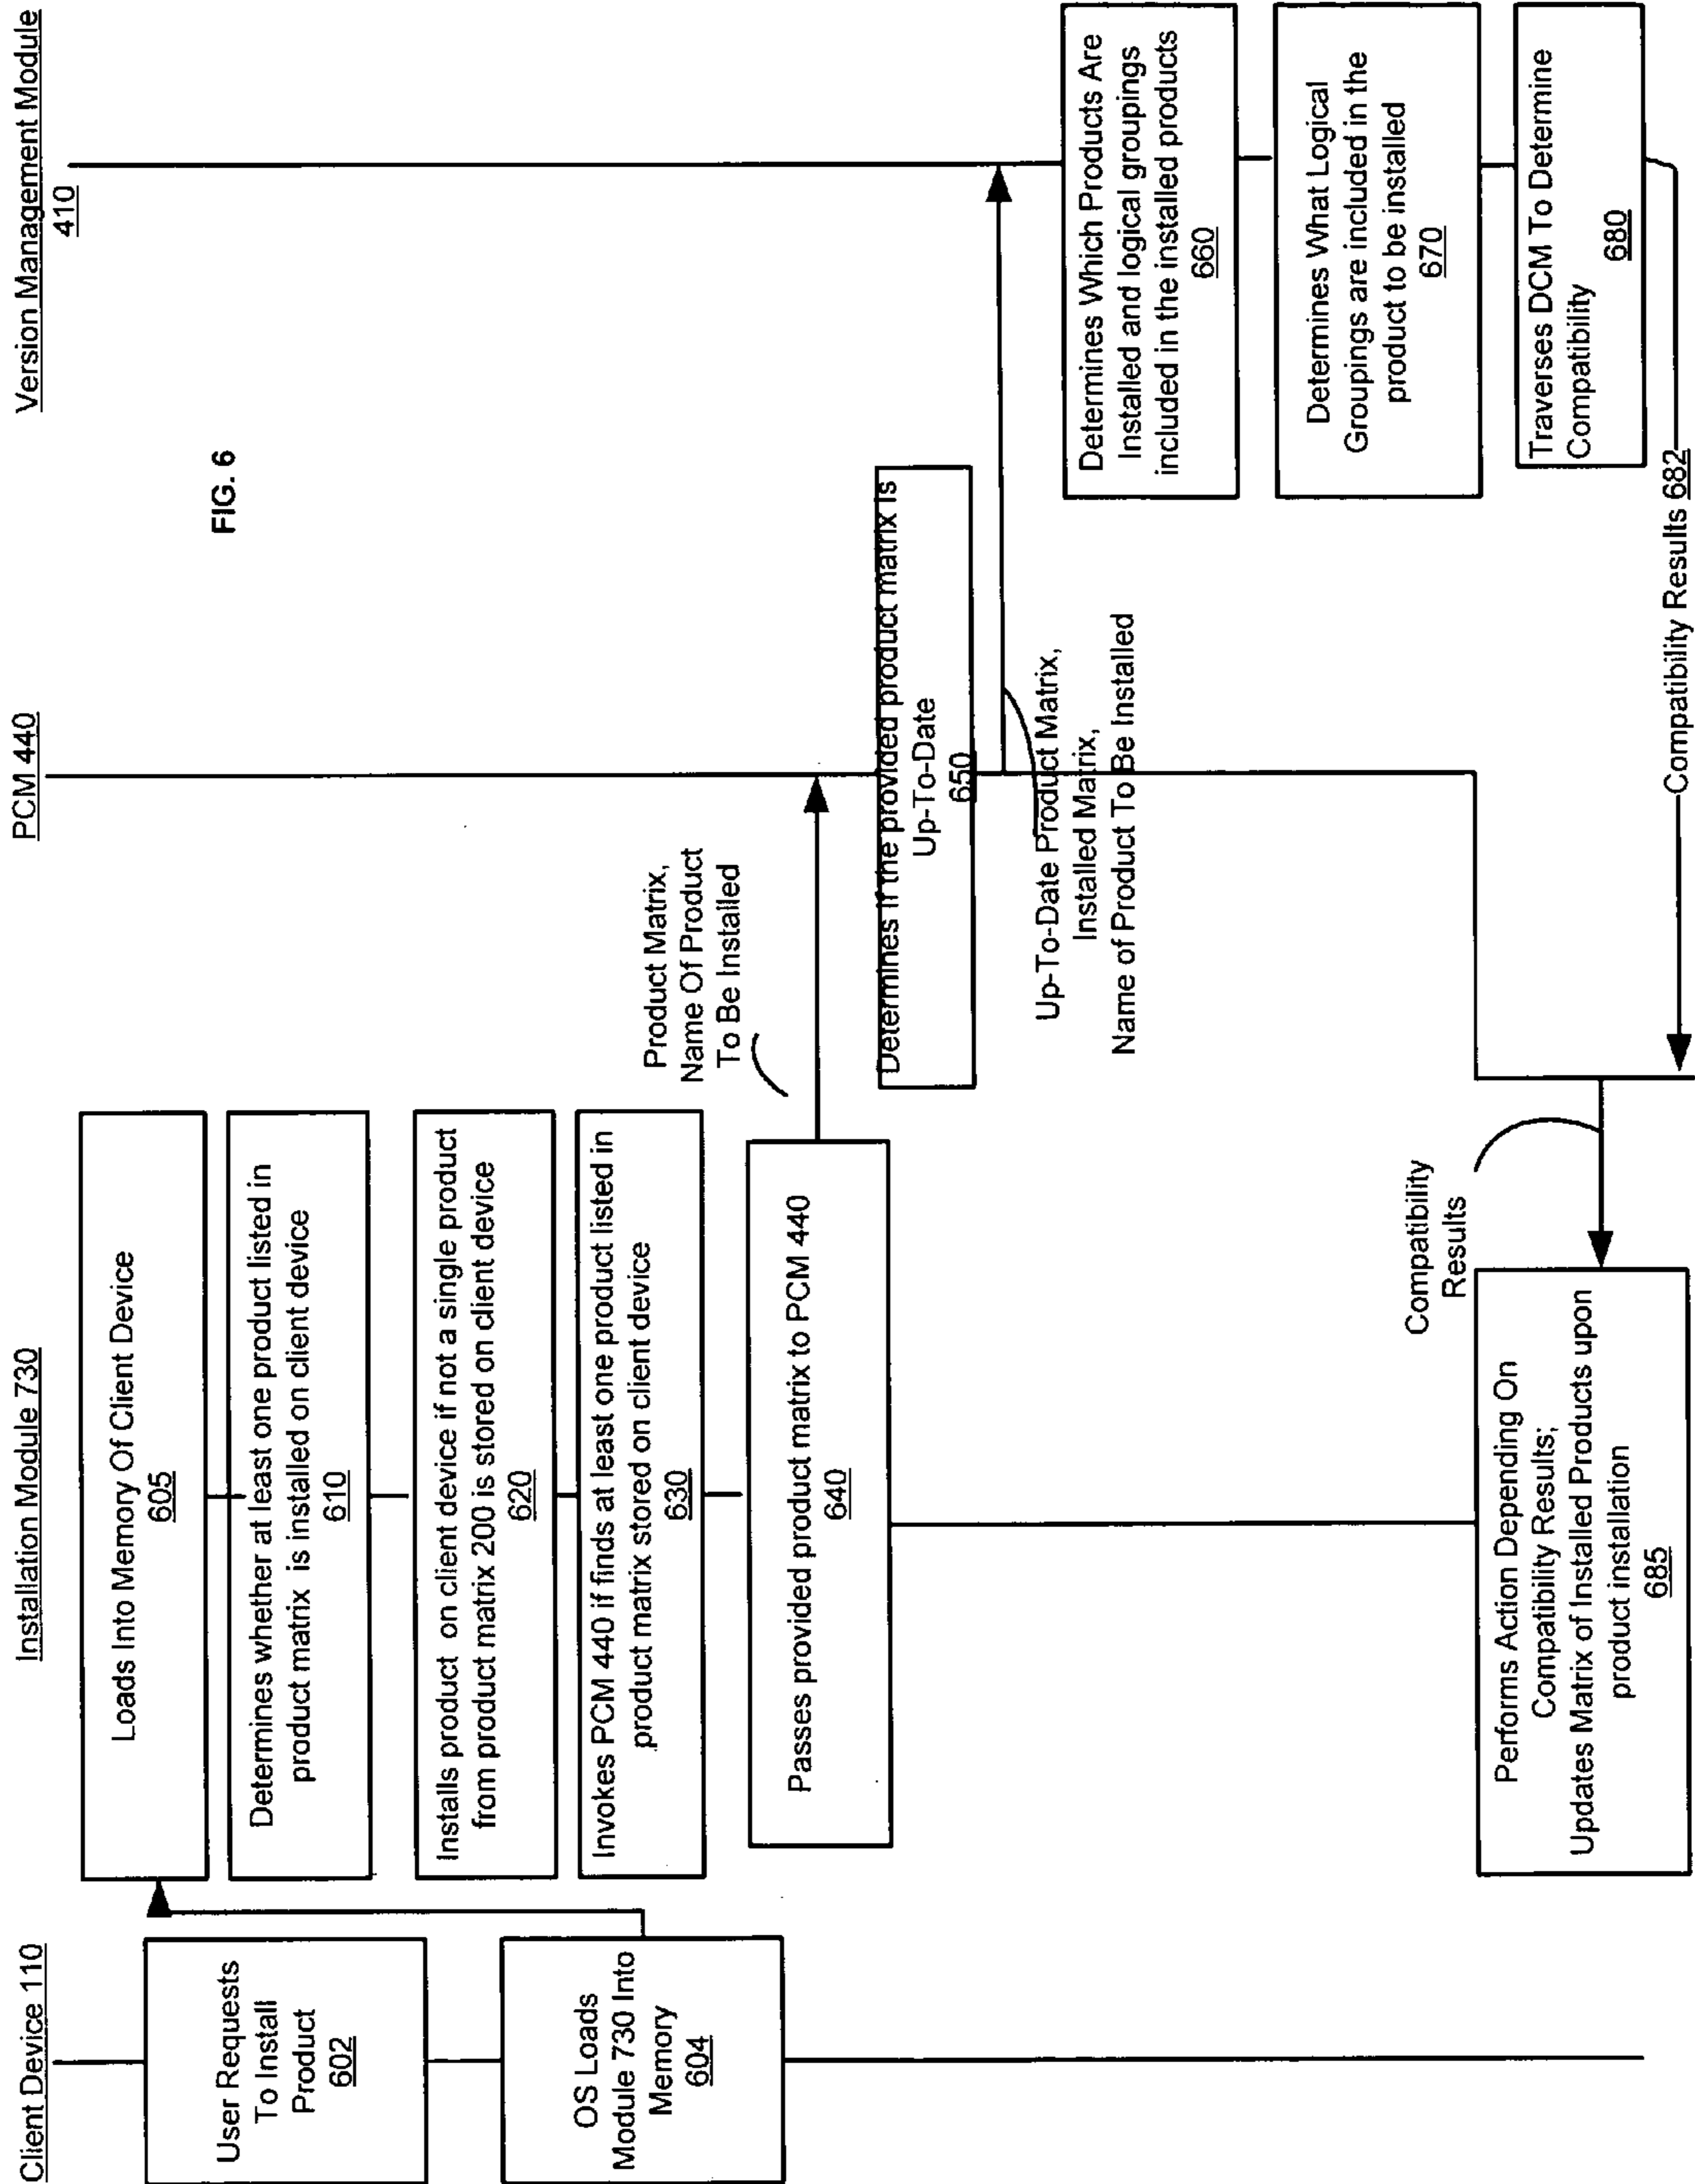 Client Device 110
User Requests
To Install
Product
602
OS Loads
Module 730 Into
Memory
604
Installation Module 730
Loads Into Memory Of Client Device
605
Determines whether at least one product listed in
product matrix is installed on client device
610
Installs product on client device if not a single product
from product matrix 200 is stored on client device
620
Invokes PCM 440 if finds at least one product listed in
product matrix stored on client device
630
Passes provided product matrix to PCM 440
640
Performs Action Depending On
Compatibility Results;
Updates Matrix of Installed Products upon
product installation
685
Product Matrix,
Name Of Product
To Be Installed
Compatibility
Results
PCM 440
Determines if the provided product matrix is
Up-To-Date
650
Up-To-Date Product Matrix,
Installed Matrix,
Name of Product To Be Installed
FIG. 6
Version Management Module
410
Determines Which Products Are
Installed and logical groupings
included in the installed products
660
Determines What Logical
Groupings are included in the
product to be installed
670
Traverses DCM To Determine
Compatibility
680
Compatibility Results 682